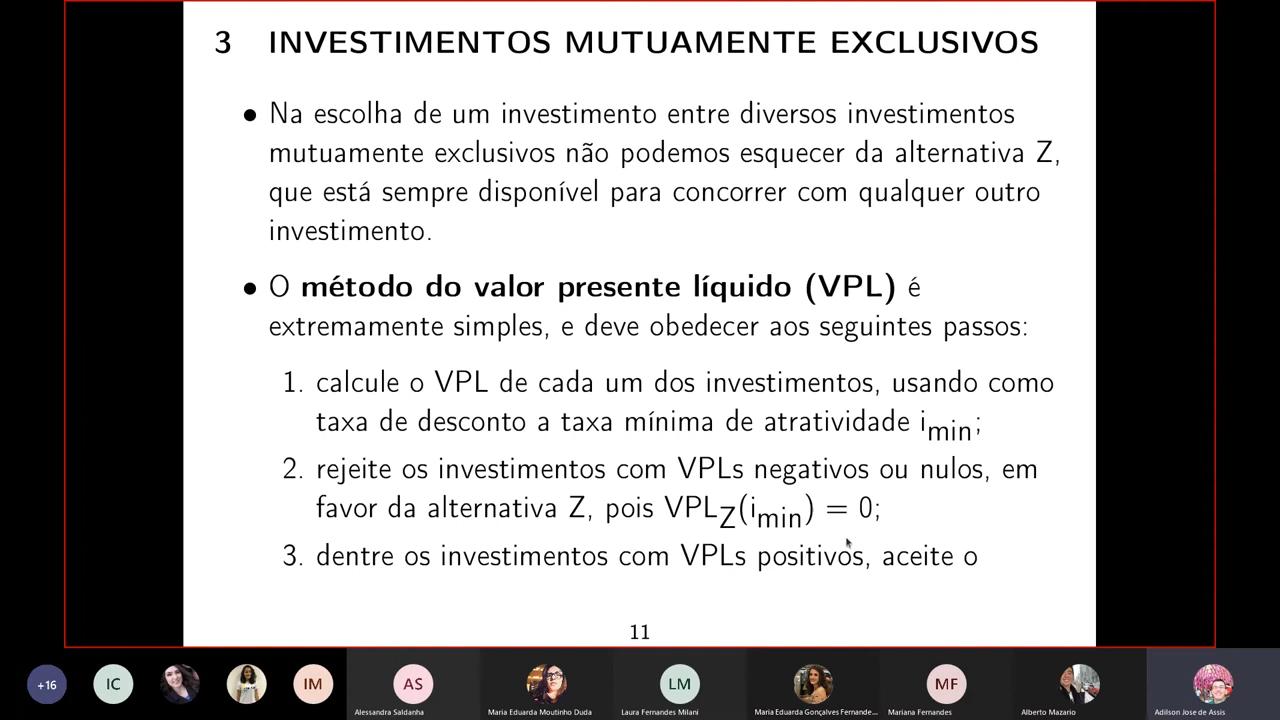 3 INVESTIMENTOS MUTUAMENTE EXCLUSIVOS
• Na escolha de um investimento entre diversos investimentos
mutuamente exclusivos não podemos esquecer da alternativa Z,
que está sempre disponível para concorrer com qualquer outro
investimento.
• O método do valor presente líquido (VPL) é
extremamente simples, e deve obedecer aos seguintes passos:
1. calcule o VPL de cada um dos investimentos, usando como
taxa de desconto a taxa mínima de atratividade i_min;
2. rejeite os investimentos com VPLs negativos ou nulos, em
favor da alternativa Z, pois VPL_Z(i_min) = 0;
3. dentre os investimentos com VPLs positivos, aceite o
11
+16
IC
IM
AS
LM
MF
Alessandra Saldanha
Maria Eduarda Moutinho Duda
Laura Fernandes Milani
Maria Eduarda Gonçalves Fernande...
Mariana Fernandes
Alberto Mazario
Adilson Jose de Assis